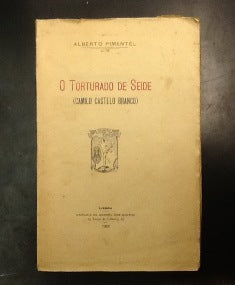 ALBERTO PIMENTEL
O TORTURADO DE SEIDE
(CAMILO CASTELO BRANCO)
LISBOA